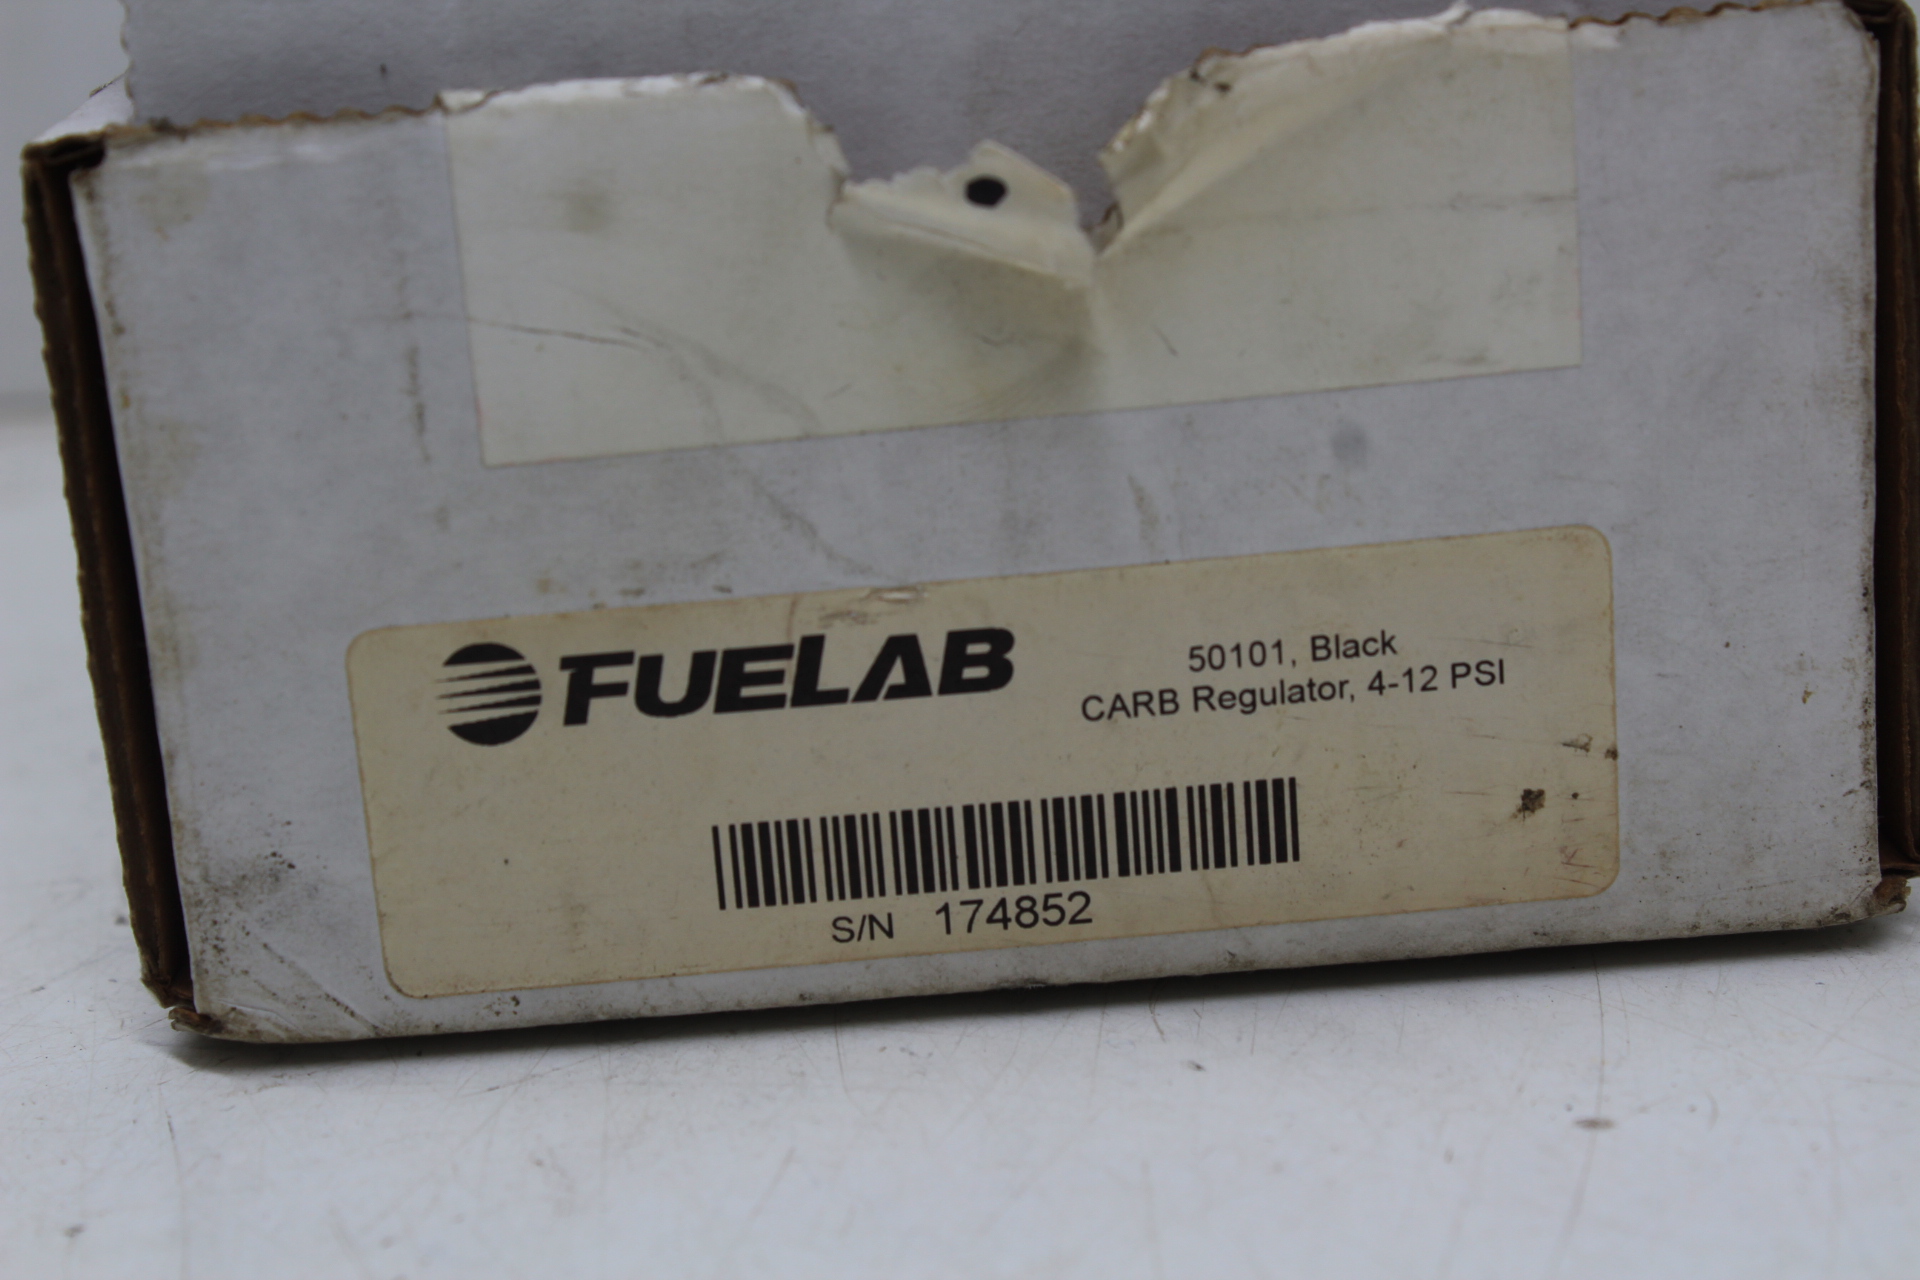 FUELAB
50101, Black
CARB Regulator, 4-12 PSI
S/N 174852